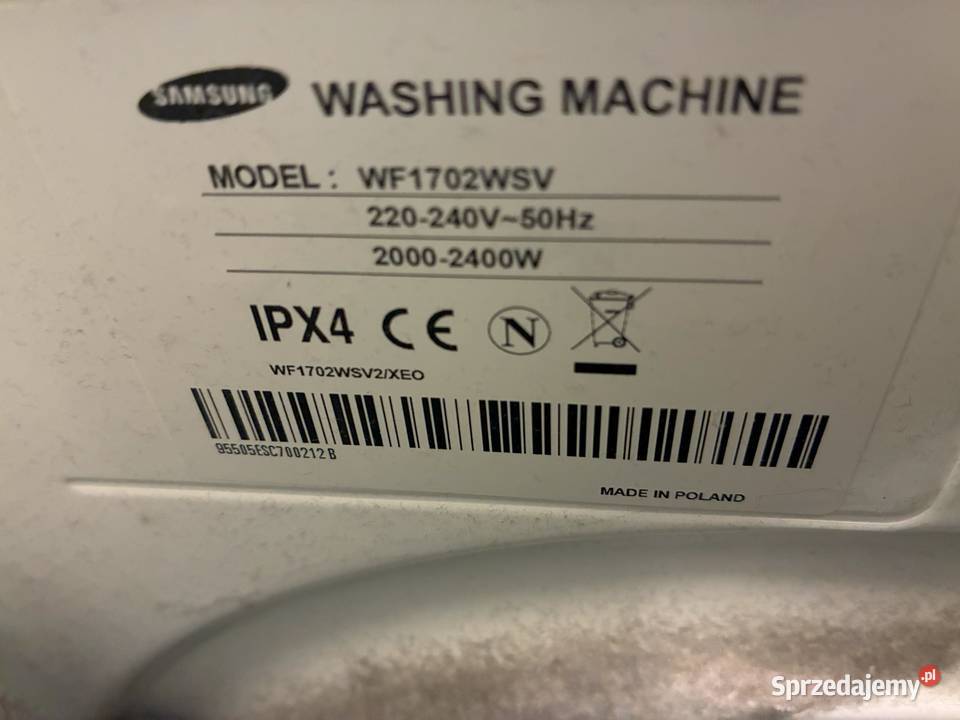 SAMSUNG WASHING MACHINE
MODEL : WF1702WSV
220-240V~50Hz
2000-2400W
IPX4 CE N
WF1702WSV2/XEO
95505ESC700212 B
MADE IN POLAND
Sprzedajemy.pl